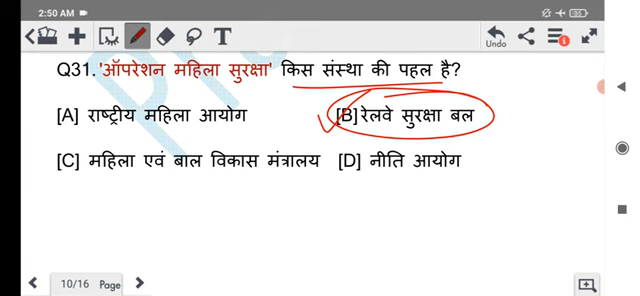 2:50 AM
35
T
Undo
Q31. 'ऑपरेशन महिला सुरक्षा' किस संस्था की पहल है?
[A] राष्ट्रीय महिला आयोग [B] रेलवे सुरक्षा बल
[C] महिला एवं बाल विकास मंत्रालय [D] नीति आयोग
10/16 Page